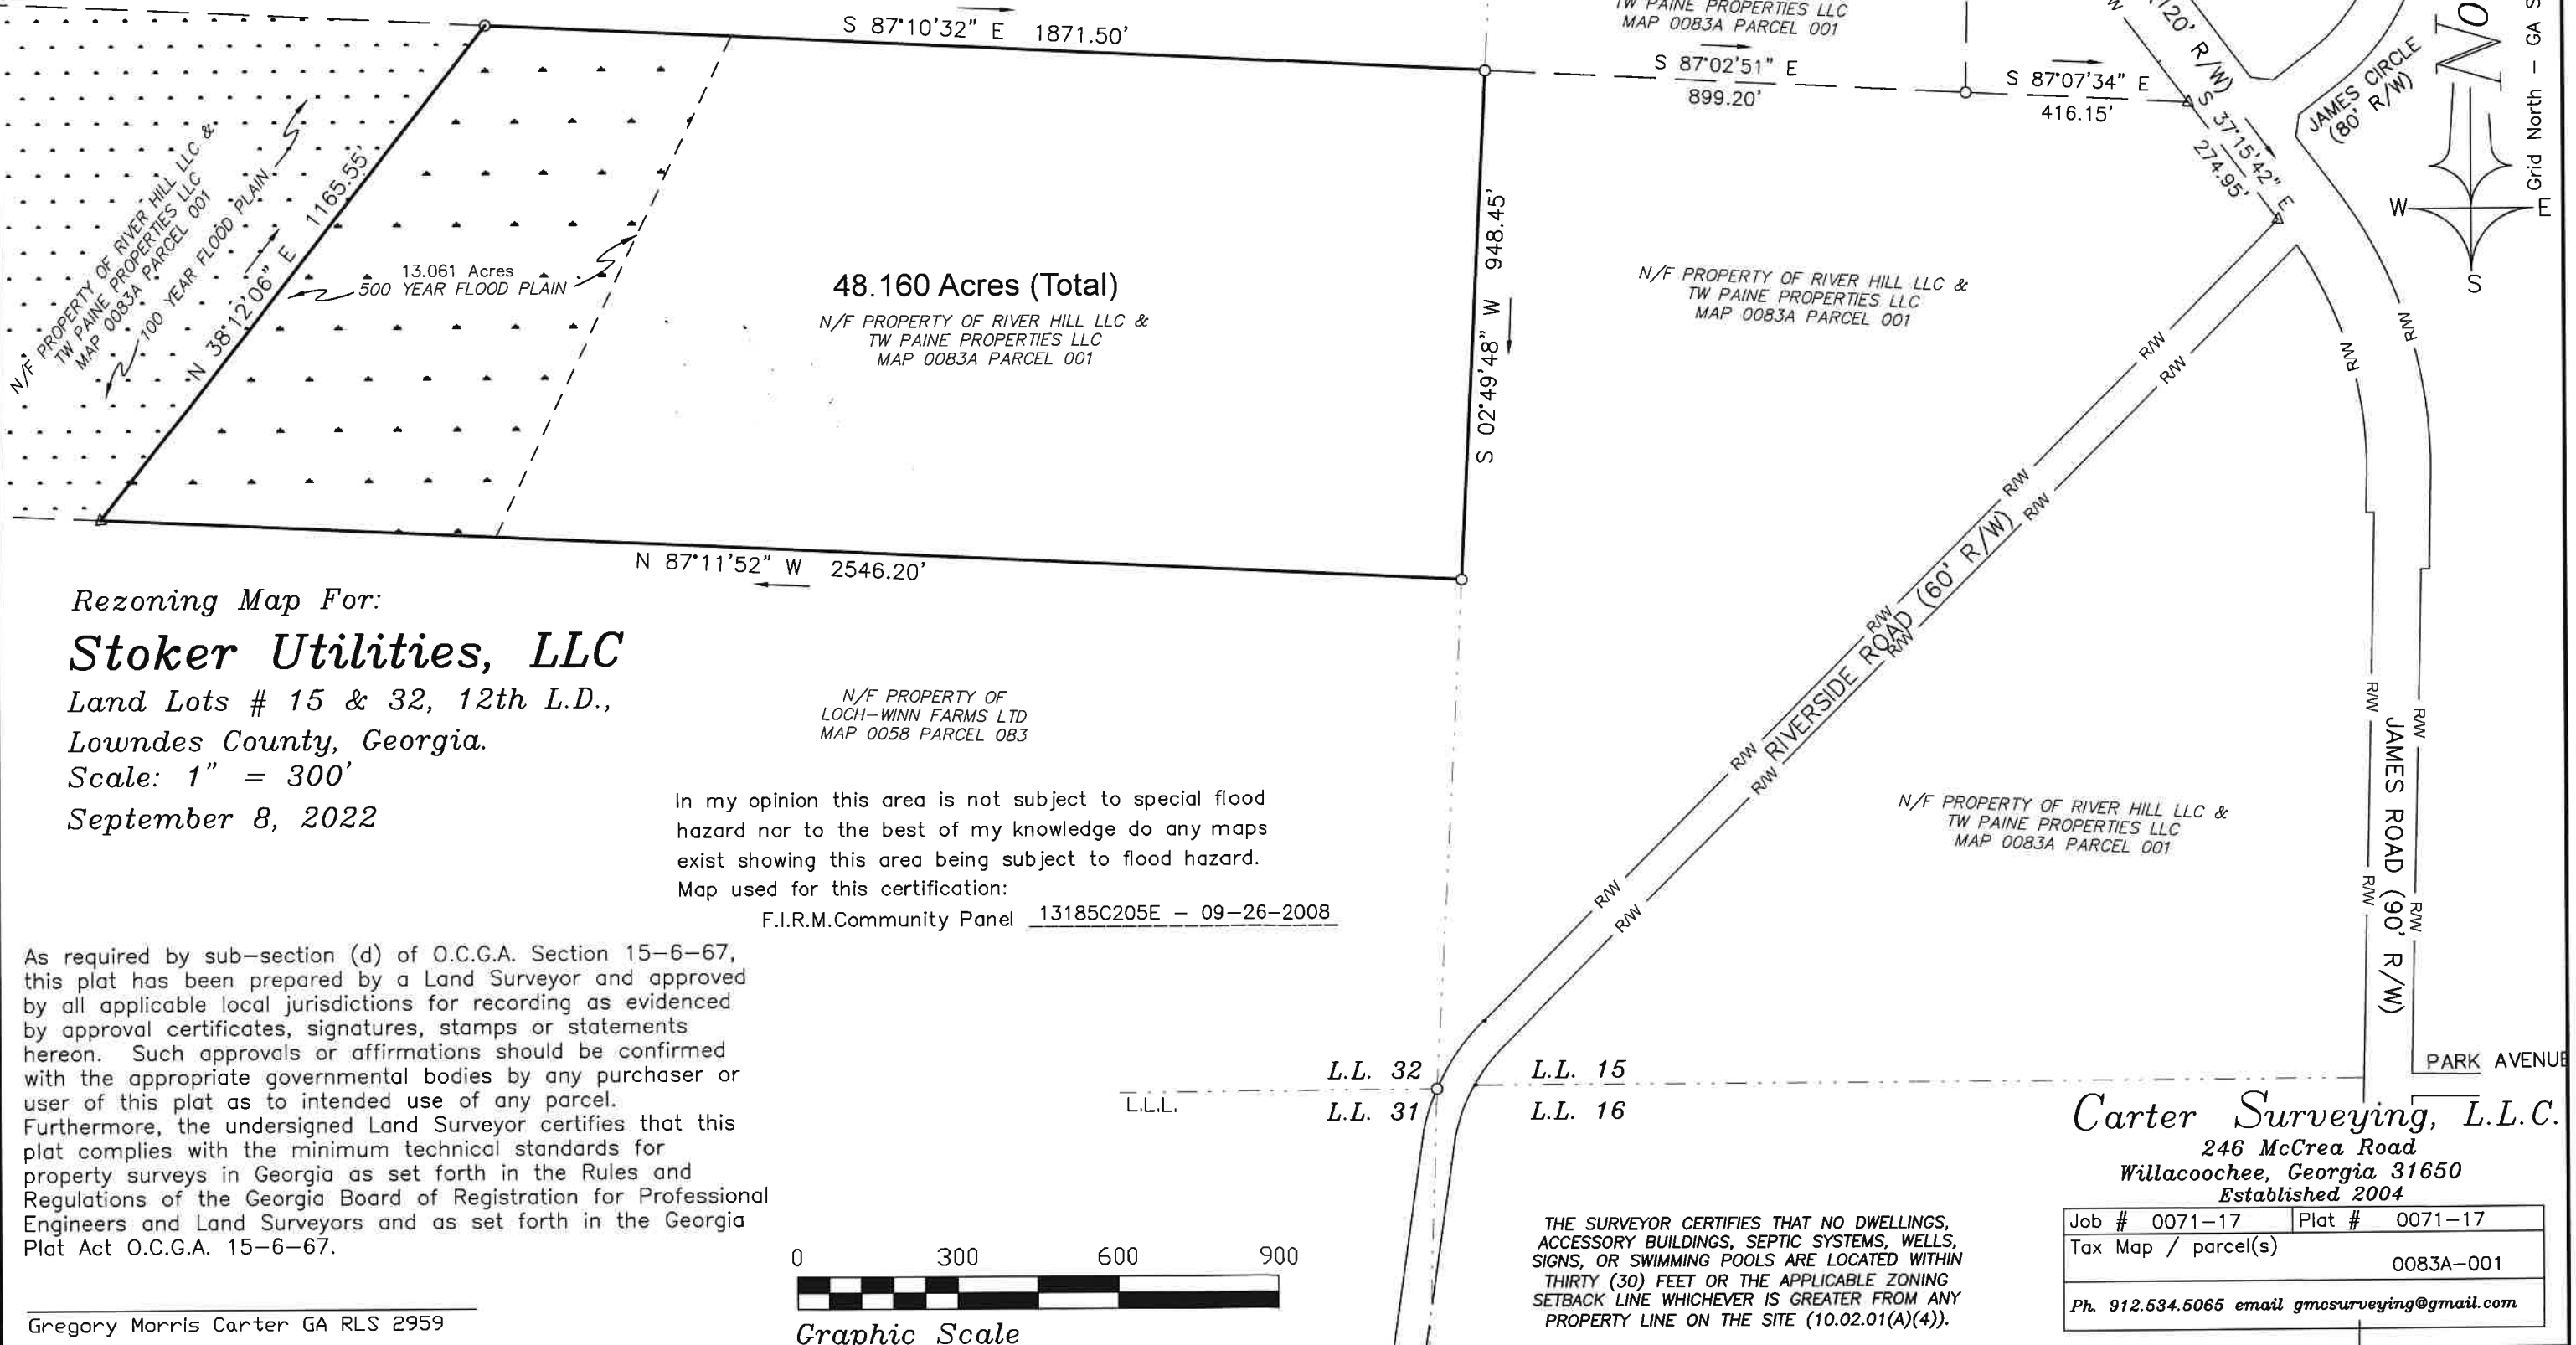 S 87°10'32" E 1871.50'
TW PAINE PROPERTIES LLC
MAP 0083A PARCEL 001
S 87°02'51" E
899.20'
S 87°07'34" E
416.15'
(120' R/W)
S 37°15'42" E
274.95'
JAMES CIRCLE
(80' R/W)
Grid North - GA
W
E
S
N/F PROPERTY OF RIVER HILL LLC &
TW PAINE PROPERTIES LLC
MAP 0083A PARCEL 001
100 YEAR FLOOD PLAIN
N 38°12'06" E 1165.55'
13.061 Acres
500 YEAR FLOOD PLAIN
48.160 Acres (Total)
N/F PROPERTY OF RIVER HILL LLC &
TW PAINE PROPERTIES LLC
MAP 0083A PARCEL 001
S 02°49'48" W 948.45'
N/F PROPERTY OF RIVER HILL LLC &
TW PAINE PROPERTIES LLC
MAP 0083A PARCEL 001
R/W
R/W
R/W
R/W
R/W
R/W
N 87°11'52" W 2546.20'
Rezoning Map For:
Stoker Utilities, LLC
Land Lots # 15 & 32, 12th L.D.,
Lowndes County, Georgia.
Scale: 1" = 300'
September 8, 2022
N/F PROPERTY OF
LOCH-WINN FARMS LTD
MAP 0058 PARCEL 083
R/W
RIVERSIDE ROAD (60' R/W)
R/W
R/W
R/W
R/W
R/W
R/W
R/W
JAMES ROAD (90' R/W)
R/W
R/W
N/F PROPERTY OF RIVER HILL LLC &
TW PAINE PROPERTIES LLC
MAP 0083A PARCEL 001
In my opinion this area is not subject to special flood
hazard nor to the best of my knowledge do any maps
exist showing this area being subject to flood hazard.
Map used for this certification:
F.I.R.M.Community Panel 13185C205E - 09-26-2008
As required by sub-section (d) of O.C.G.A. Section 15-6-67,
this plat has been prepared by a Land Surveyor and approved
by all applicable local jurisdictions for recording as evidenced
by approval certificates, signatures, stamps or statements
hereon. Such approvals or affirmations should be confirmed
with the appropriate governmental bodies by any purchaser or
user of this plat as to intended use of any parcel.
Furthermore, the undersigned Land Surveyor certifies that this
plat complies with the minimum technical standards for
property surveys in Georgia as set forth in the Rules and
Regulations of the Georgia Board of Registration for Professional
Engineers and Land Surveyors and as set forth in the Georgia
Plat Act O.C.G.A. 15-6-67.
Gregory Morris Carter GA RLS 2959
L.L. 32
L.L. 15
L.L.L.
L.L. 31
L.L. 16
PARK AVENUE
0 300 600 900
Graphic Scale
THE SURVEYOR CERTIFIES THAT NO DWELLINGS,
ACCESSORY BUILDINGS, SEPTIC SYSTEMS, WELLS,
SIGNS, OR SWIMMING POOLS ARE LOCATED WITHIN
THIRTY (30) FEET OR THE APPLICABLE ZONING
SETBACK LINE WHICHEVER IS GREATER FROM ANY
PROPERTY LINE ON THE SITE (10.02.01(A)(4)).
Carter Surveying, L.L.C.
246 McCrea Road
Willacoochee, Georgia 31650
Established 2004
Job # 0071-17 Plat # 0071-17
Tax Map / parcel(s)
0083A-001
Ph. 912.534.5065 email gmcsurveying@gmail.com